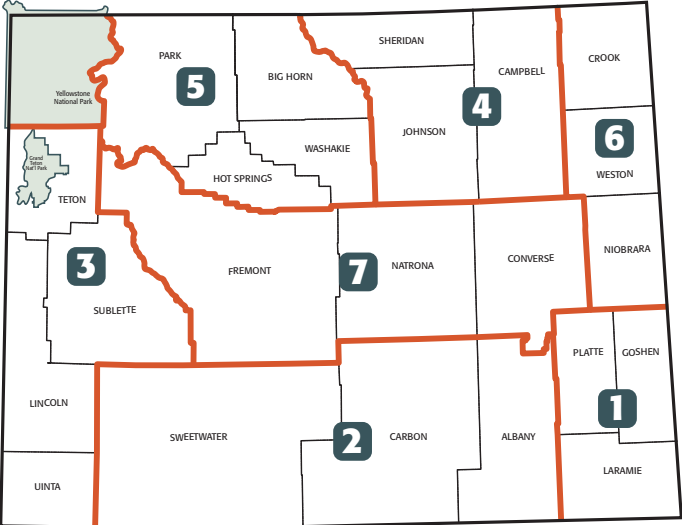 SHERIDAN
PARK
CROOK
CAMPBELL
5
BIG HORN
Yellowstone
National Park
4
JOHNSON
6
WASHAKIE
Grand
Teton
Nat'l Park
WESTON
HOT SPRINGS
TETON
NIOBRARA
CONVERSE
3
7
NATRONA
FREMONT
SUBLETTE
PLATTE
GOSHEN
LINCOLN
1
SWEETWATER
2
CARBON
ALBANY
LARAMIE
UINTA